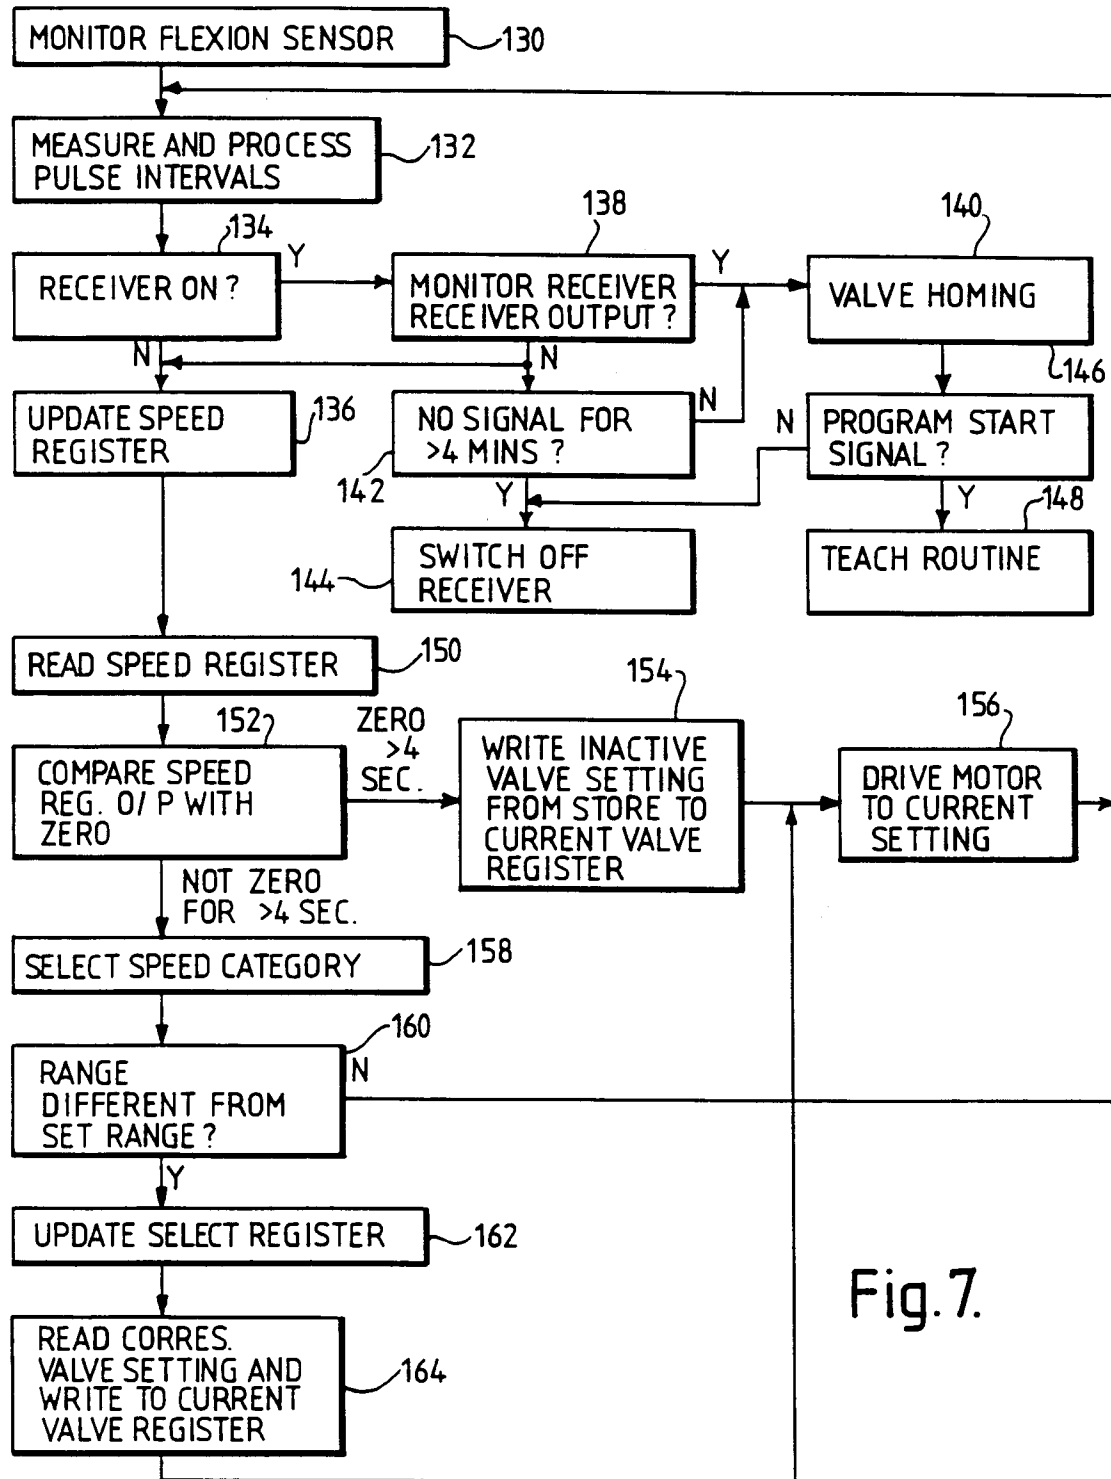 MONITOR FLEXION SENSOR
130
MEASURE AND PROCESS
PULSE INTERVALS
132
134
138
140
RECEIVER ON ?
Y
MONITOR RECEIVER
RECEIVER OUTPUT ?
Y
VALVE HOMING
N
N
146
UPDATE SPEED
REGISTER
136
NO SIGNAL FOR
>4 MINS ?
N
N
PROGRAM START
SIGNAL ?
142
Y
Y
148
SWITCH OFF
RECEIVER
144
TEACH ROUTINE
READ SPEED REGISTER
150
154
156
152
ZERO
>4
SEC.
COMPARE SPEED
REG. O/P WITH
ZERO
WRITE INACTIVE
VALVE SETTING
FROM STORE TO
CURRENT VALVE
REGISTER
DRIVE MOTOR
TO CURRENT
SETTING
NOT ZERO
FOR >4 SEC.
SELECT SPEED CATEGORY
158
160
RANGE
DIFFERENT FROM
SET RANGE ?
N
Y
UPDATE SELECT REGISTER
162
READ CORRES.
VALVE SETTING AND
WRITE TO CURRENT
VALVE REGISTER
164
Fig. 7.